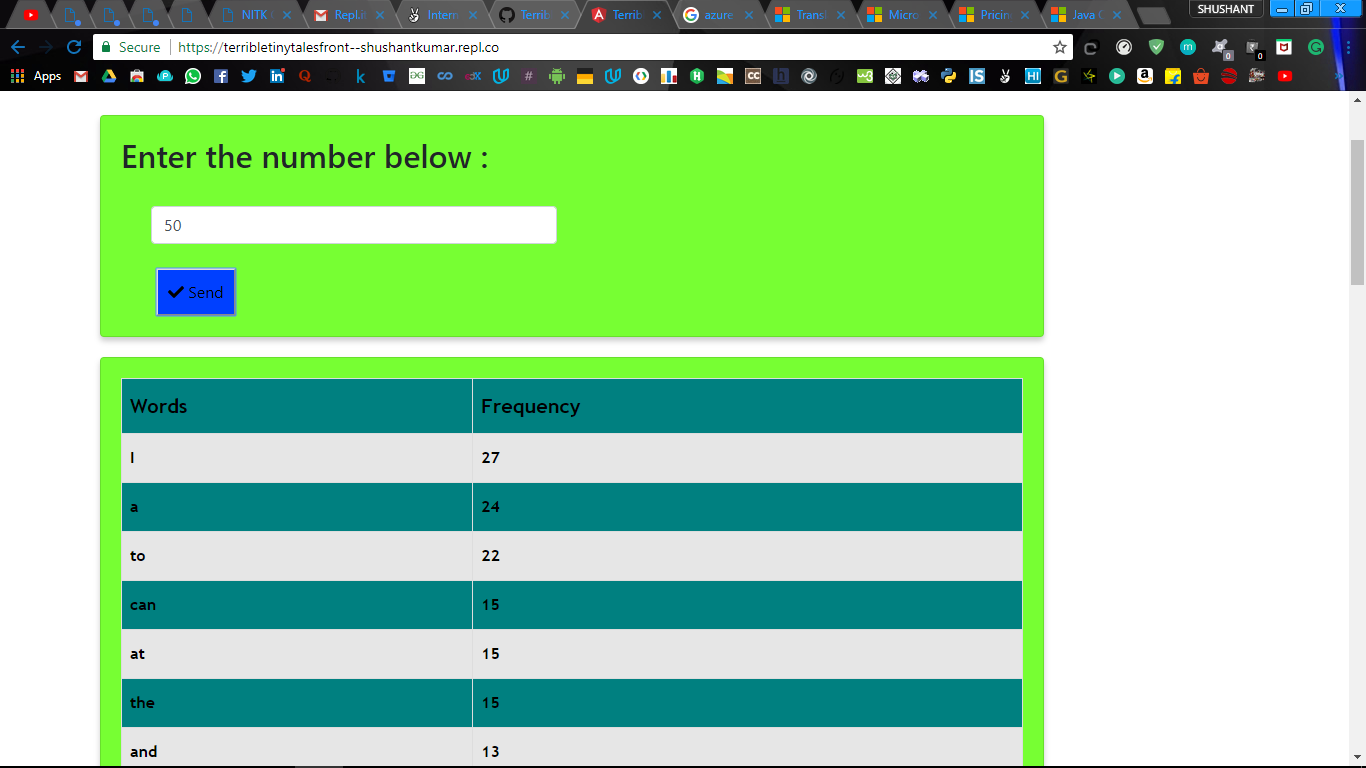 NITK
Repl.i
Intern
Terrib
Terrib
azure
Transl
Micro
Pricin
Java
SHUSHANT
Secure
https://terribletinytalesfront--shushantkumar.repl.co
Apps
Enter the number below :
50
Send
Words Frequency
I 27
a 24
to 22
can 15
at 15
the 15
and 13